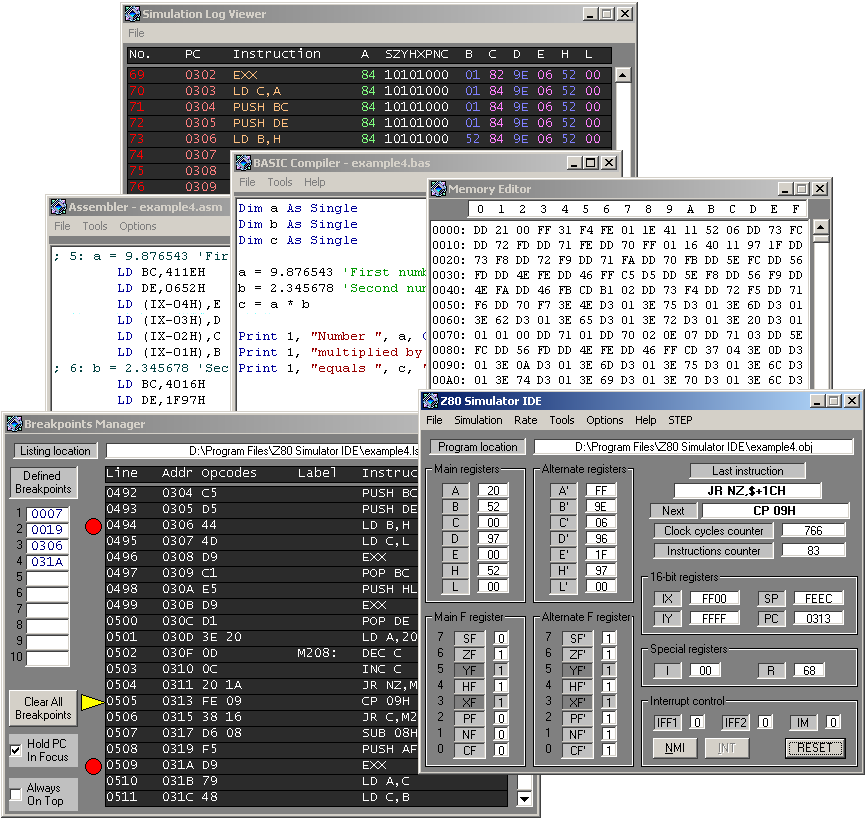 Simulation Log Viewer
File
No. PC Instruction A SZYHXPNC B C D E H L
69 0302 EXX 84 10101000 01 82 9E 06 52 00
70 0303 LD C,A 84 10101000 01 84 9E 06 52 00
71 0304 PUSH BC 84 10101000 01 84 9E 06 52 00
72 0305 PUSH DE 84 10101000 01 84 9E 06 52 00
73 0306 LD B,H 84 10101000 52 84 9E 06 52 00
74 0307
75 0308
76 0309
BASIC Compiler - example4.bas
File Tools Help
Dim a As Single
Dim b As Single
Dim c As Single
a = 9.876543 'First num
b = 2.345678 'Second nu
c = a * b
Print 1, "Number ", a,
Print 1, "multiplied by
Print 1, "equals ", c, "
Assembler - example4.asm
File Tools Options
; 5: a = 9.876543 'Fir
LD BC,411EH
LD DE,0652H
LD (IX-04H),E
LD (IX-03H),D
LD (IX-02H),C
LD (IX-01H),B
; 6: b = 2.345678 'Sec
LD BC,4016H
LD DE,1F97H
Memory Editor
0 1 2 3 4 5 6 7 8 9 A B C D E F
0000: DD 21 00 FF 31 F4 FE 01 1E 41 11 52 06 DD 73 FC
0010: DD 72 FD DD 71 FE DD 70 FF 01 16 40 11 97 1F DD
0020: 73 F8 DD 72 F9 DD 71 FA DD 70 FB DD 5E FC DD 56
0030: FD DD 4E FE DD 46 FF C5 D5 DD 5E F8 DD 56 F9 DD
0040: 4E FA DD 46 FB CD B1 02 DD 73 F4 DD 72 F5 DD 71
0050: F6 DD 70 F7 3E 4E D3 01 3E 75 D3 01 3E 6D D3 01
0060: 3E 62 D3 01 3E 65 D3 01 3E 72 D3 01 3E 20 D3 01
0070: 01 01 00 DD 71 01 DD 70 02 0E 07 DD 71 03 DD 5E
0080: FC DD 56 FD DD 4E FE DD 46 FF CD 37 04 3E 0D D3
0090: 01 3E 0A D3 01 3E 6D D3 01 3E 75 D3 01 3E 6C D3
00A0: 01 3E 74 D3 01 3E 69 D3 01 3E 70 D3 01 3E 6C D3
Breakpoints Manager
Listing location D:\Program Files\Z80 Simulator IDE\example4.ls
Defined
Breakpoints
1 0007
2 0019
3 0306
4 031A
5
6
7
8
9
10
Clear All
Breakpoints
Hold PC
In Focus
Always
On Top
Line Addr Opcodes Label Instruc
0492 0304 C5 PUSH BC
0493 0305 D5 PUSH DE
0494 0306 44 LD B,H
0495 0307 4D LD C,L
0496 0308 D9 EXX
0497 0309 C1 POP BC
0498 030A E5 PUSH HL
0499 030B D9 EXX
0500 030C D1 POP DE
0501 030D 3E 20 LD A,20
0502 030F 0D M208: DEC C
0503 0310 0C INC C
0504 0311 20 1A JR NZ,M
0505 0313 FE 09 CP 09H
0506 0315 38 16 JR C,M2
0507 0317 D6 08 SUB 08H
0508 0319 F5 PUSH AF
0509 031A D9 EXX
0510 031B 79 LD A,C
0511 031C 48 LD C,B
Z80 Simulator IDE
File Simulation Rate Tools Options Help STEP
Program location D:\Program Files\Z80 Simulator IDE\example4.obj
Main registers
A 20
B 52
C 00
D 97
E 00
H 52
L 00
Alternate registers
A' FF
B' 9E
C' 06
D' 96
E' 1F
H' 97
L' 00
Last instruction
JR NZ,$+1CH
Next CP 09H
Clock cycles counter 766
Instructions counter 83
16-bit registers
IX FF00 SP FEEC
IY FFFF PC 0313
Main F register
7 SF 0
6 ZF 1
5 YF 1
4 HF 1
3 XF 1
2 PF 1
1 NF 0
0 CF 0
Alternate F register
7 SF' 1
6 ZF' 1
5 YF' 1
4 HF' 1
3 XF' 1
2 PF' 1
1 NF' 1
0 CF' 1
Special registers
I 00 R 68
Interrupt control
IFF1 0 IFF2 0 IM 0
NMI INT RESET